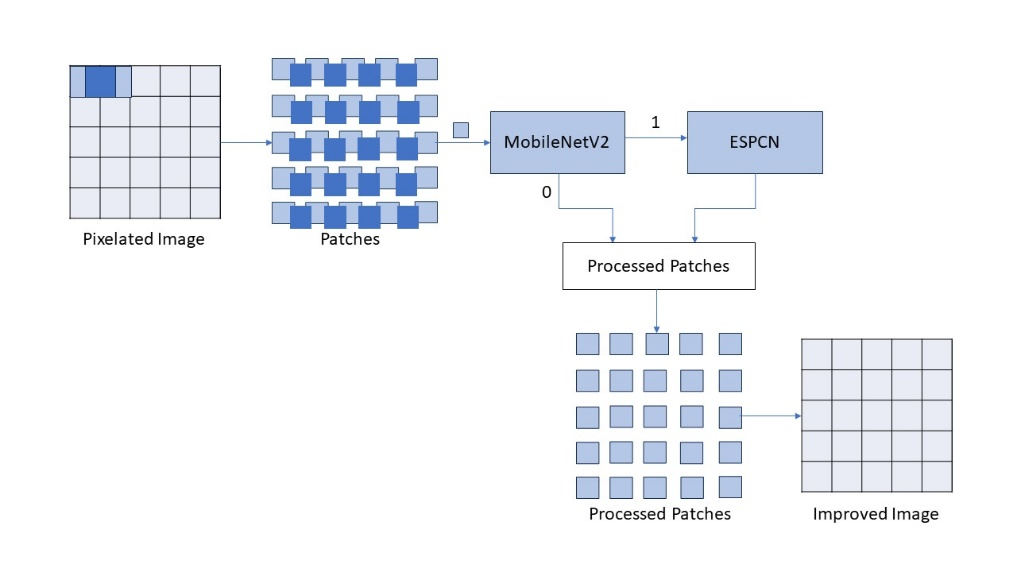 Pixelated Image
Patches
MobileNetV2
1
ESPCN
0
Processed Patches
Processed Patches
Improved Image